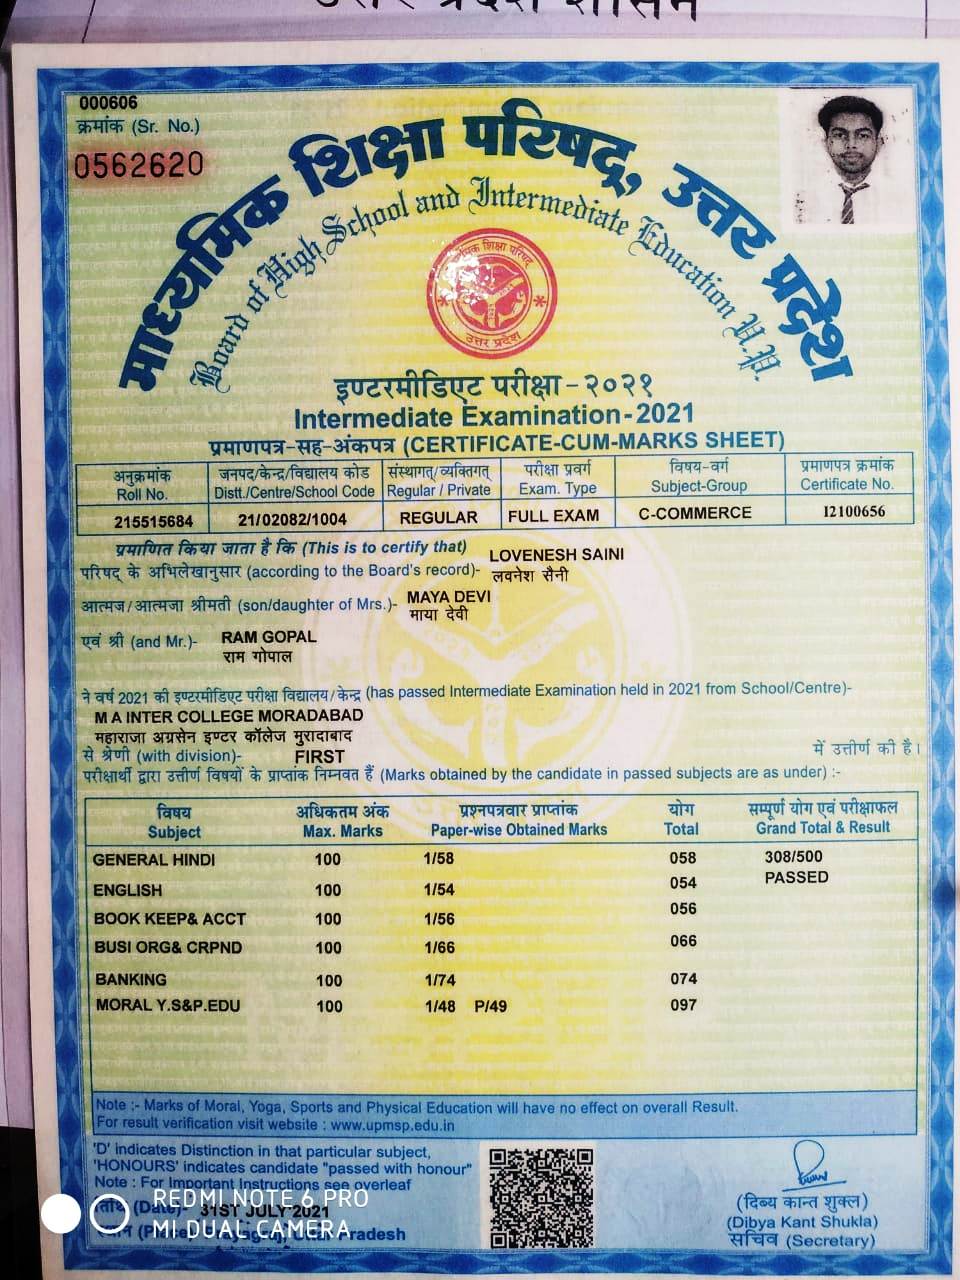 उत्तर प्रदेश शासन
000606
क्रमांक (Sr. No.)
0562620
माध्यमिक शिक्षा परिषद्, उत्तर प्रदेश
Board of High School and Intermediate Education U.P.
उत्तर प्रदेश
इण्टरमीडिएट परीक्षा - २०२१
Intermediate Examination - 2021
प्रमाणपत्र-सह-अंकपत्र (CERTIFICATE-CUM-MARKS SHEET)
अनुक्रमांक जनपद/केन्द्र/विद्यालय कोड संस्थागत्/व्यक्तिगत् परीक्षा प्रवर्ग विषय-वर्ग प्रमाणपत्र क्रमांक
Roll No. Distt./Centre/School Code Regular / Private Exam. Type Subject-Group Certificate No.
215515684 21/02082/1004 REGULAR FULL EXAM C-COMMERCE I2100656
प्रमाणित किया जाता है कि (This is to certify that) LOVENESH SAINI
परिषद के अभिलेखानुसार (according to the Board's record)- लवनेश सैनी
आत्मज/आत्मजा श्रीमती (son/daughter of Mrs.)- MAYA DEVI
माया देवी
एवं श्री (and Mr.)- RAM GOPAL
राम गोपाल
ने वर्ष 2021 की इण्टरमीडिएट परीक्षा विद्यालय/केन्द्र (has passed Intermediate Examination held in 2021 from School/Centre)-
M A INTER COLLEGE MORADABAD
महाराजा अग्रसेन इण्टर कॉलेज मुरादाबाद
से श्रेणी (with division)- FIRST में उत्तीर्ण की है।
परीक्षार्थी द्वारा उत्तीर्ण विषयों के प्राप्तांक निम्नवत हैं (Marks obtained by the candidate in passed subjects are as under) :-
विषय अधिकतम अंक प्रश्नपत्रवार प्राप्तांक योग सम्पूर्ण योग एवं परीक्षाफल
Subject Max. Marks Paper-wise Obtained Marks Total Grand Total & Result
GENERAL HINDI 100 1/58 058 308/500
PASSED
ENGLISH 100 1/54 054
BOOK KEEP& ACCT 100 1/56 056
BUSI ORG& CRPND 100 1/66 066
BANKING 100 1/74 074
MORAL Y.S&P.EDU 100 1/48 P/49 097
Note :- Marks of Moral, Yoga, Sports and Physical Education will have no effect on overall Result.
For result verification visit website : www.upmsp.edu.in
'D' indicates Distinction in that particular subject,
'HONOURS' indicates candidate "passed with honour"
Note : For Important Instructions see overleaf
(Date)- 31ST JULY 2021
REDMI NOTE 6 PRO
MI DUAL CAMERA
(दिब्य कान्त शुक्ल)
(Dibya Kant Shukla)
सचिव (Secretary)